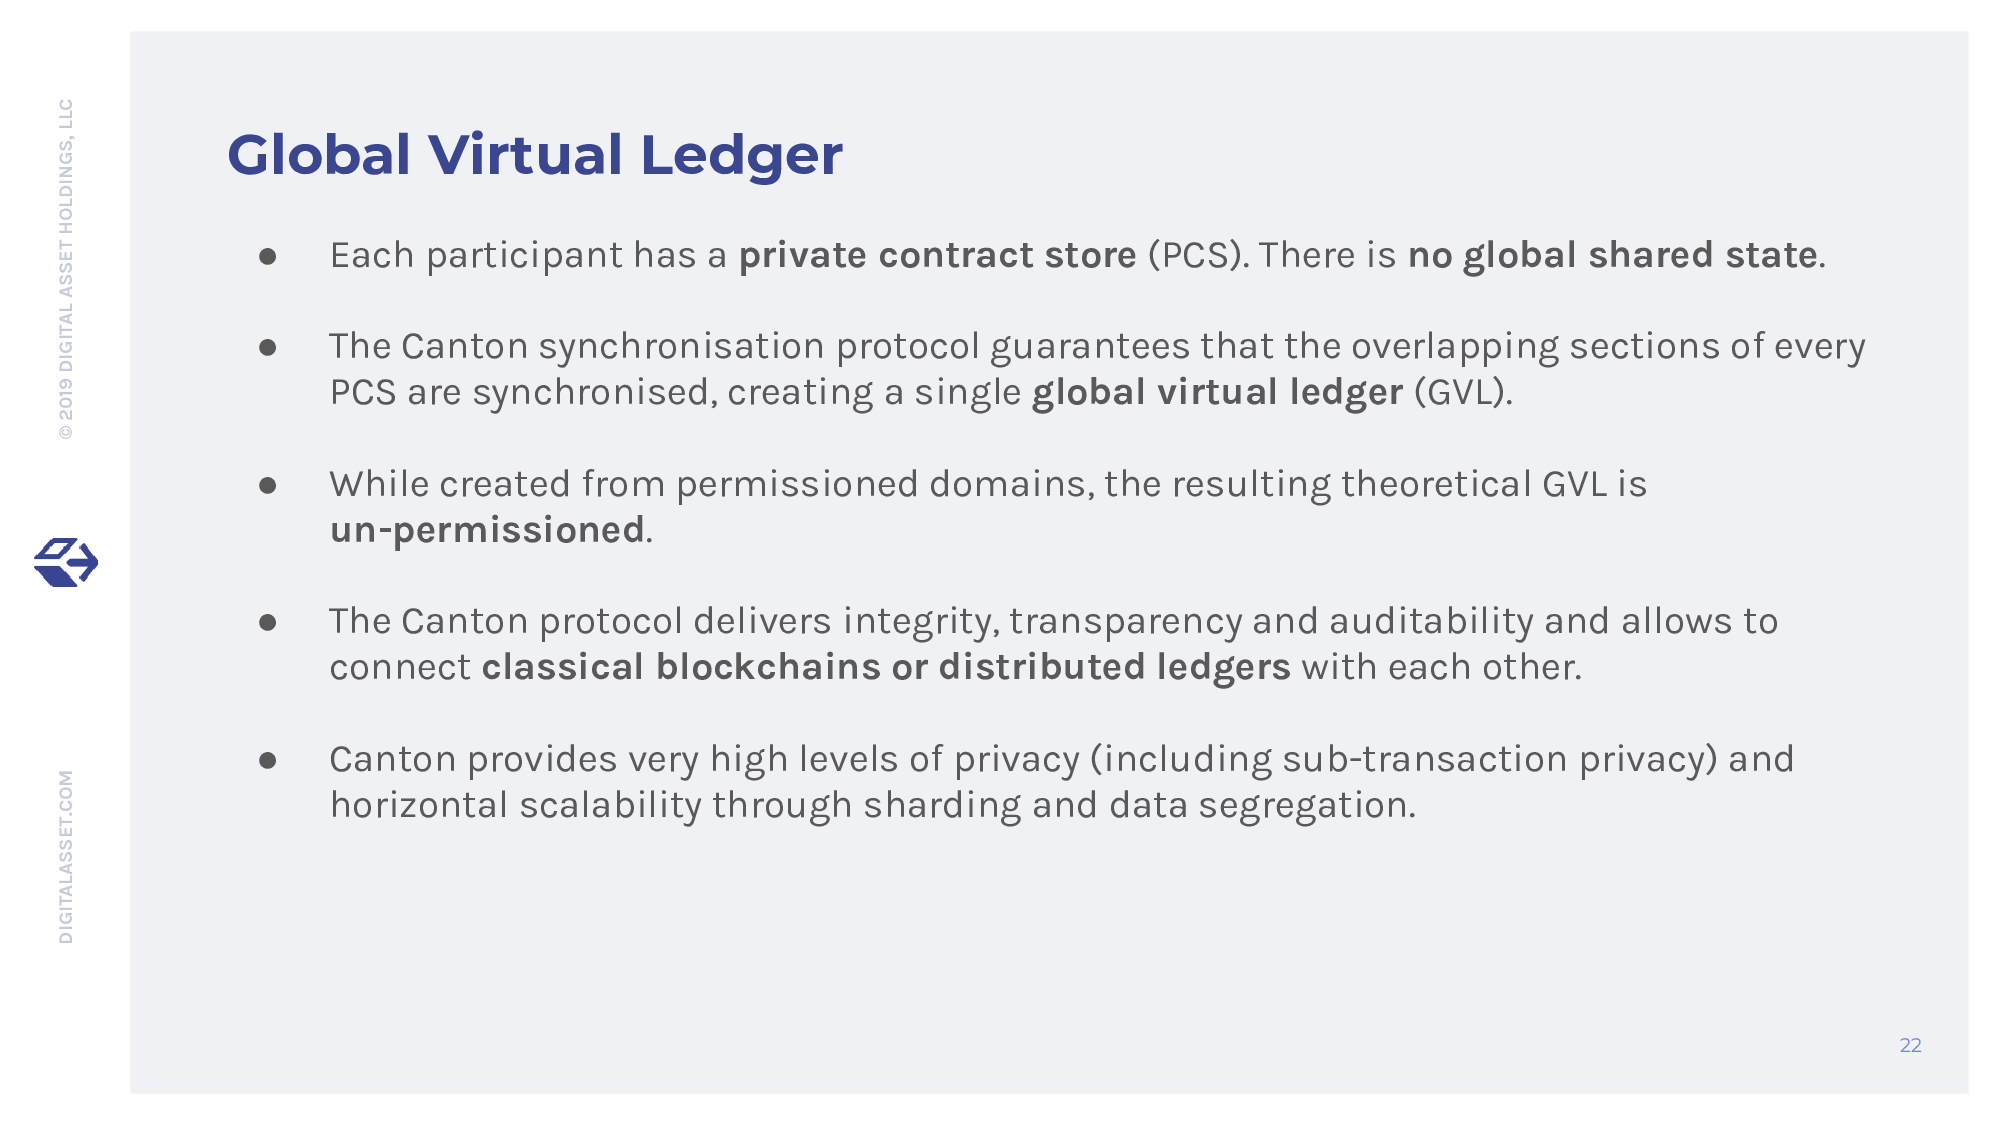 © 2019 DIGITAL ASSET HOLDINGS, LLC
DIGITALASSET.COM
Global Virtual Ledger
● Each participant has a private contract store (PCS). There is no global shared state.
● The Canton synchronisation protocol guarantees that the overlapping sections of every
PCS are synchronised, creating a single global virtual ledger (GVL).
● While created from permissioned domains, the resulting theoretical GVL is
un-permissioned.
● The Canton protocol delivers integrity, transparency and auditability and allows to
connect classical blockchains or distributed ledgers with each other.
● Canton provides very high levels of privacy (including sub-transaction privacy) and
horizontal scalability through sharding and data segregation.
22